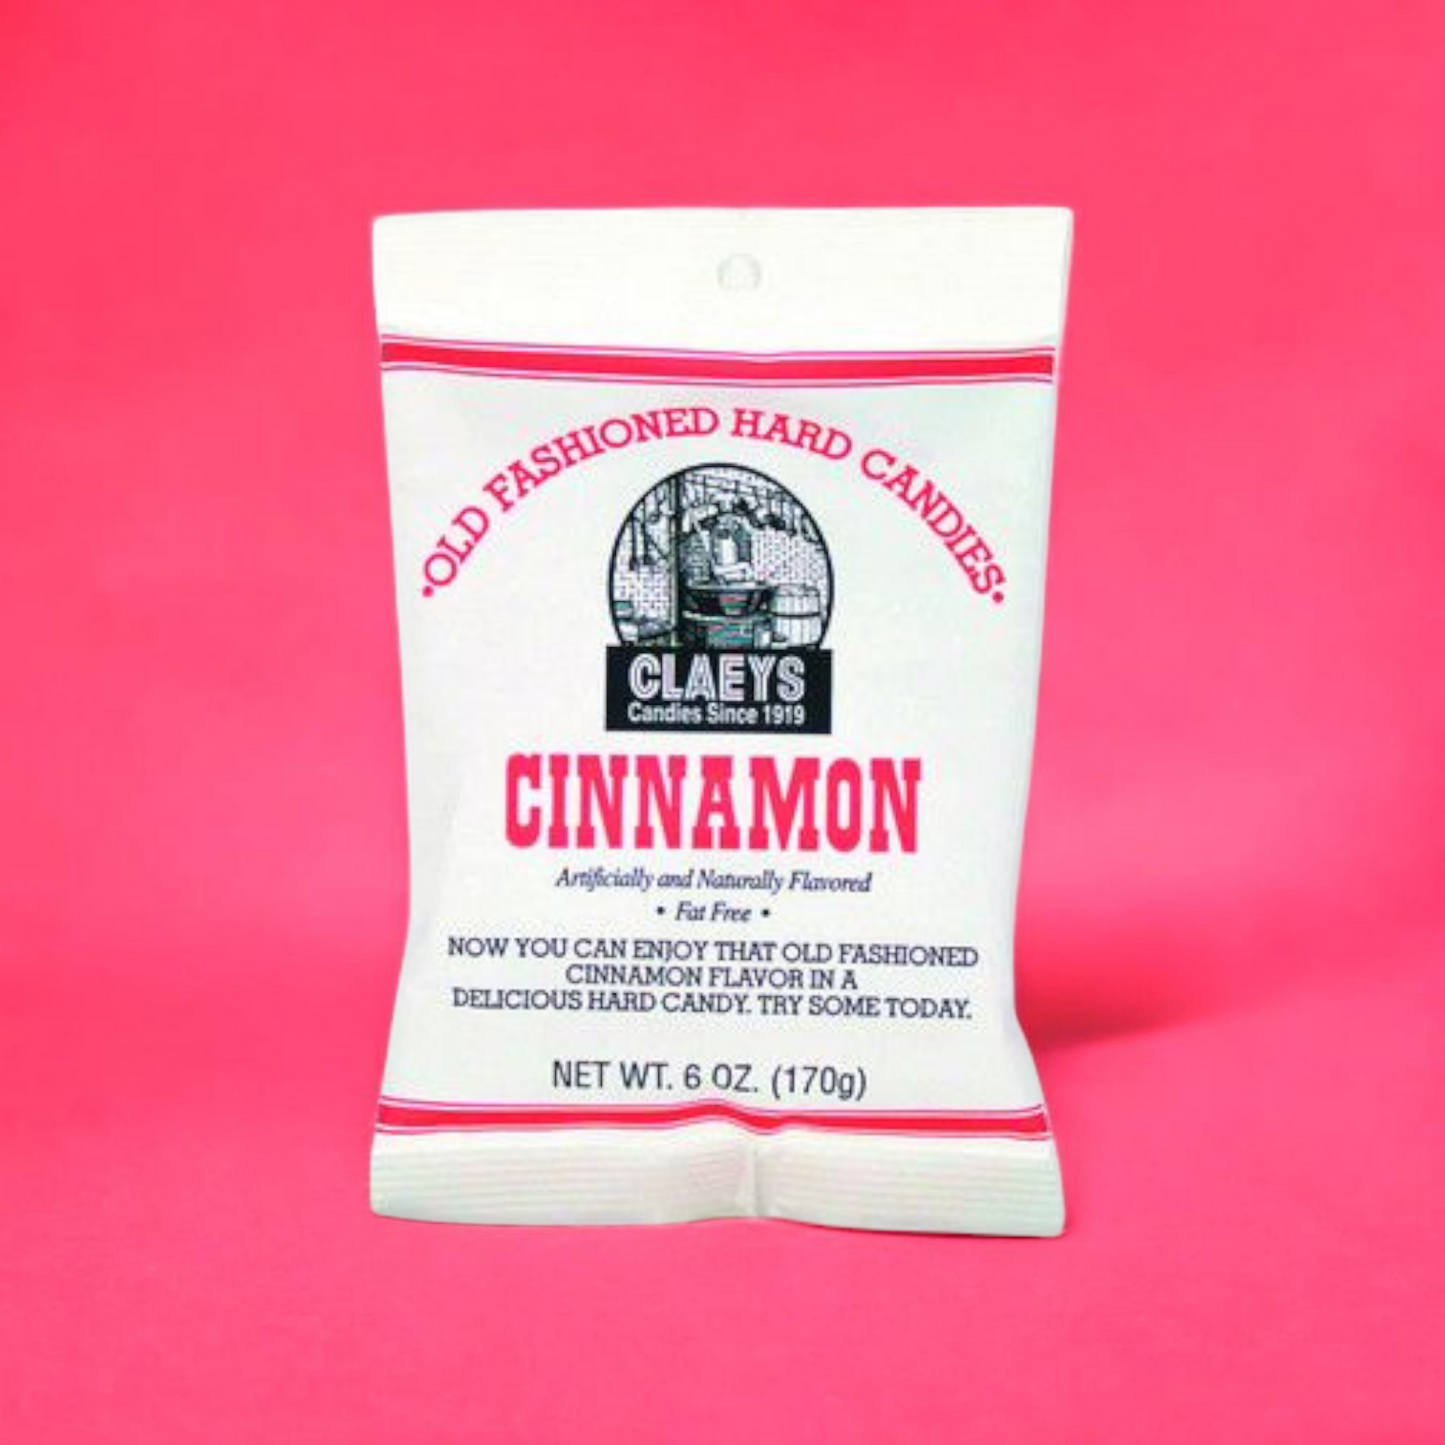 •OLD FASHIONED HARD CANDIES•
CLAEYS
Candies Since 1919
CINNAMON
Artificially and Naturally Flavored
• Fat Free •
NOW YOU CAN ENJOY THAT OLD FASHIONED
CINNAMON FLAVOR IN A
DELICIOUS HARD CANDY. TRY SOME TODAY.
NET WT. 6 OZ. (170g)